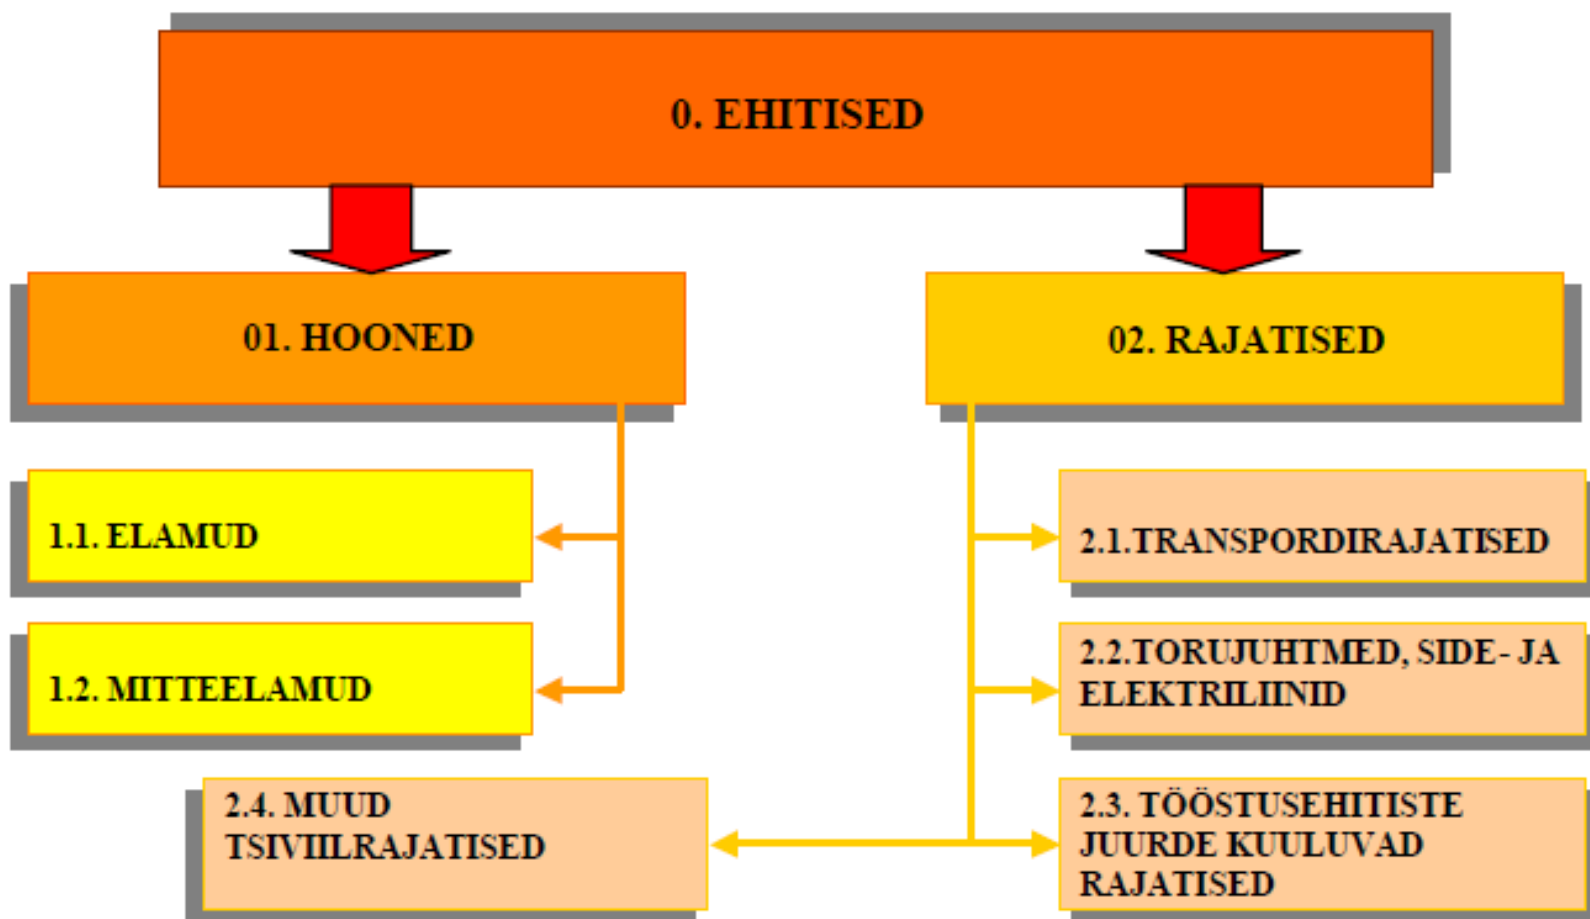 0. EHITISED
01. HOONED
02. RAJATISED
1.1. ELAMUD
2.1.TRANSPORDIRAJATISED
1.2. MITTEELAMUD
2.2.TORUJUHTMED, SIDE- JA
ELEKTRILIINID
2.4. MUUD
TSIVIILRAJATISED
2.3. TÖÖSTUSEHITISTE
JUURDE KUULUVAD
RAJATISED